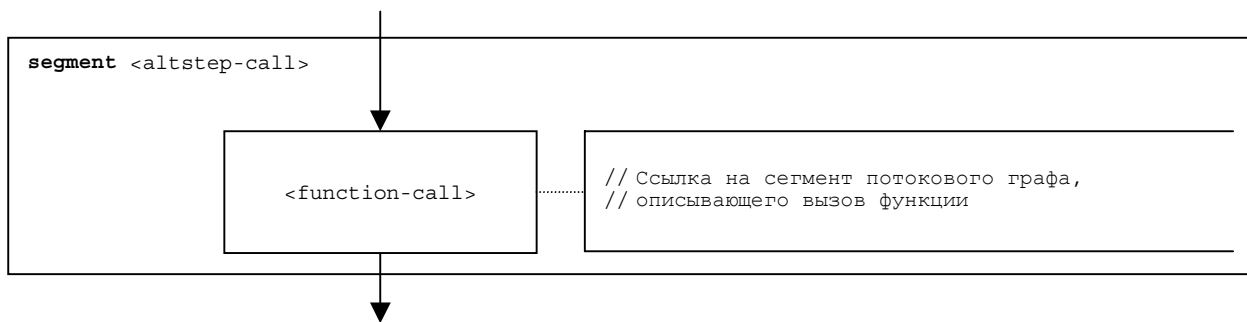 segment <altstep-call>
<function-call>
// Ссылка на сегмент потокового графа,
// описывающего вызов функции